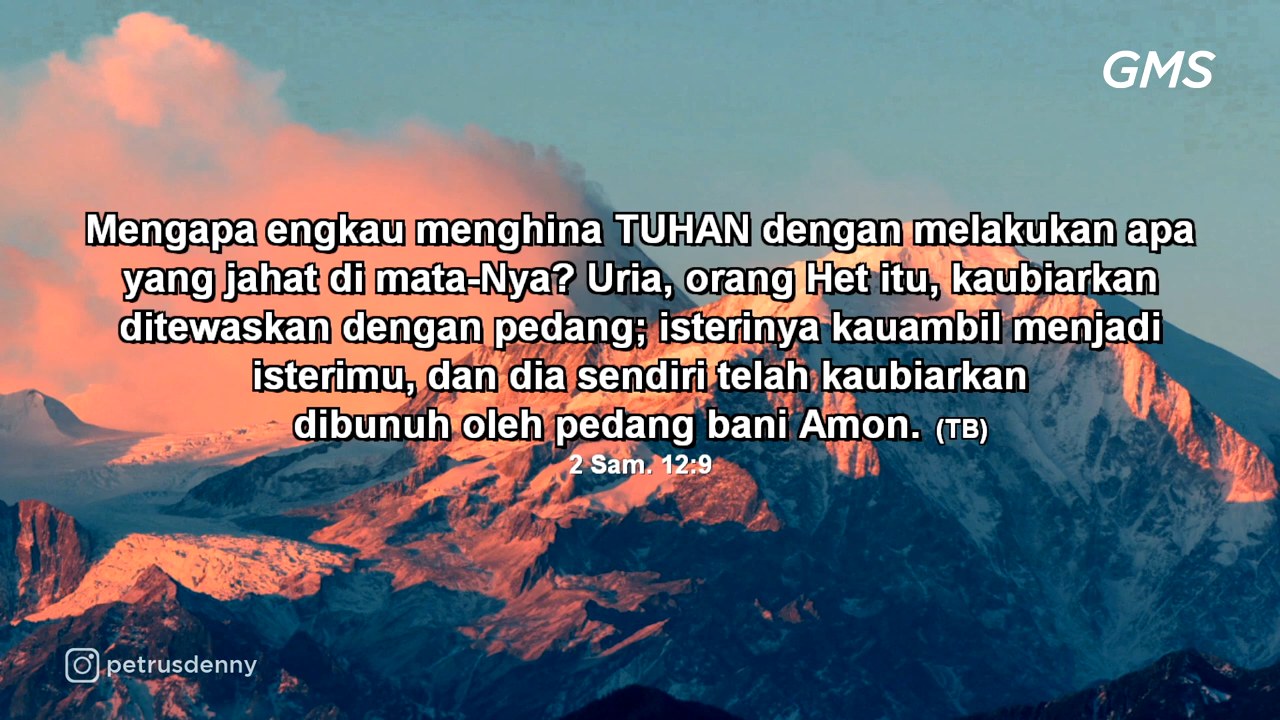 GMS
Mengapa engkau menghina TUHAN dengan melakukan apa
yang jahat di mata-Nya? Uria, orang Het itu, kaubiarkan
ditewaskan dengan pedang; isterinya kauambil menjadi
isterimu, dan dia sendiri telah kaubiarkan
dibunuh oleh pedang bani Amon. (TB)
2 Sam. 12:9
petrusdenny